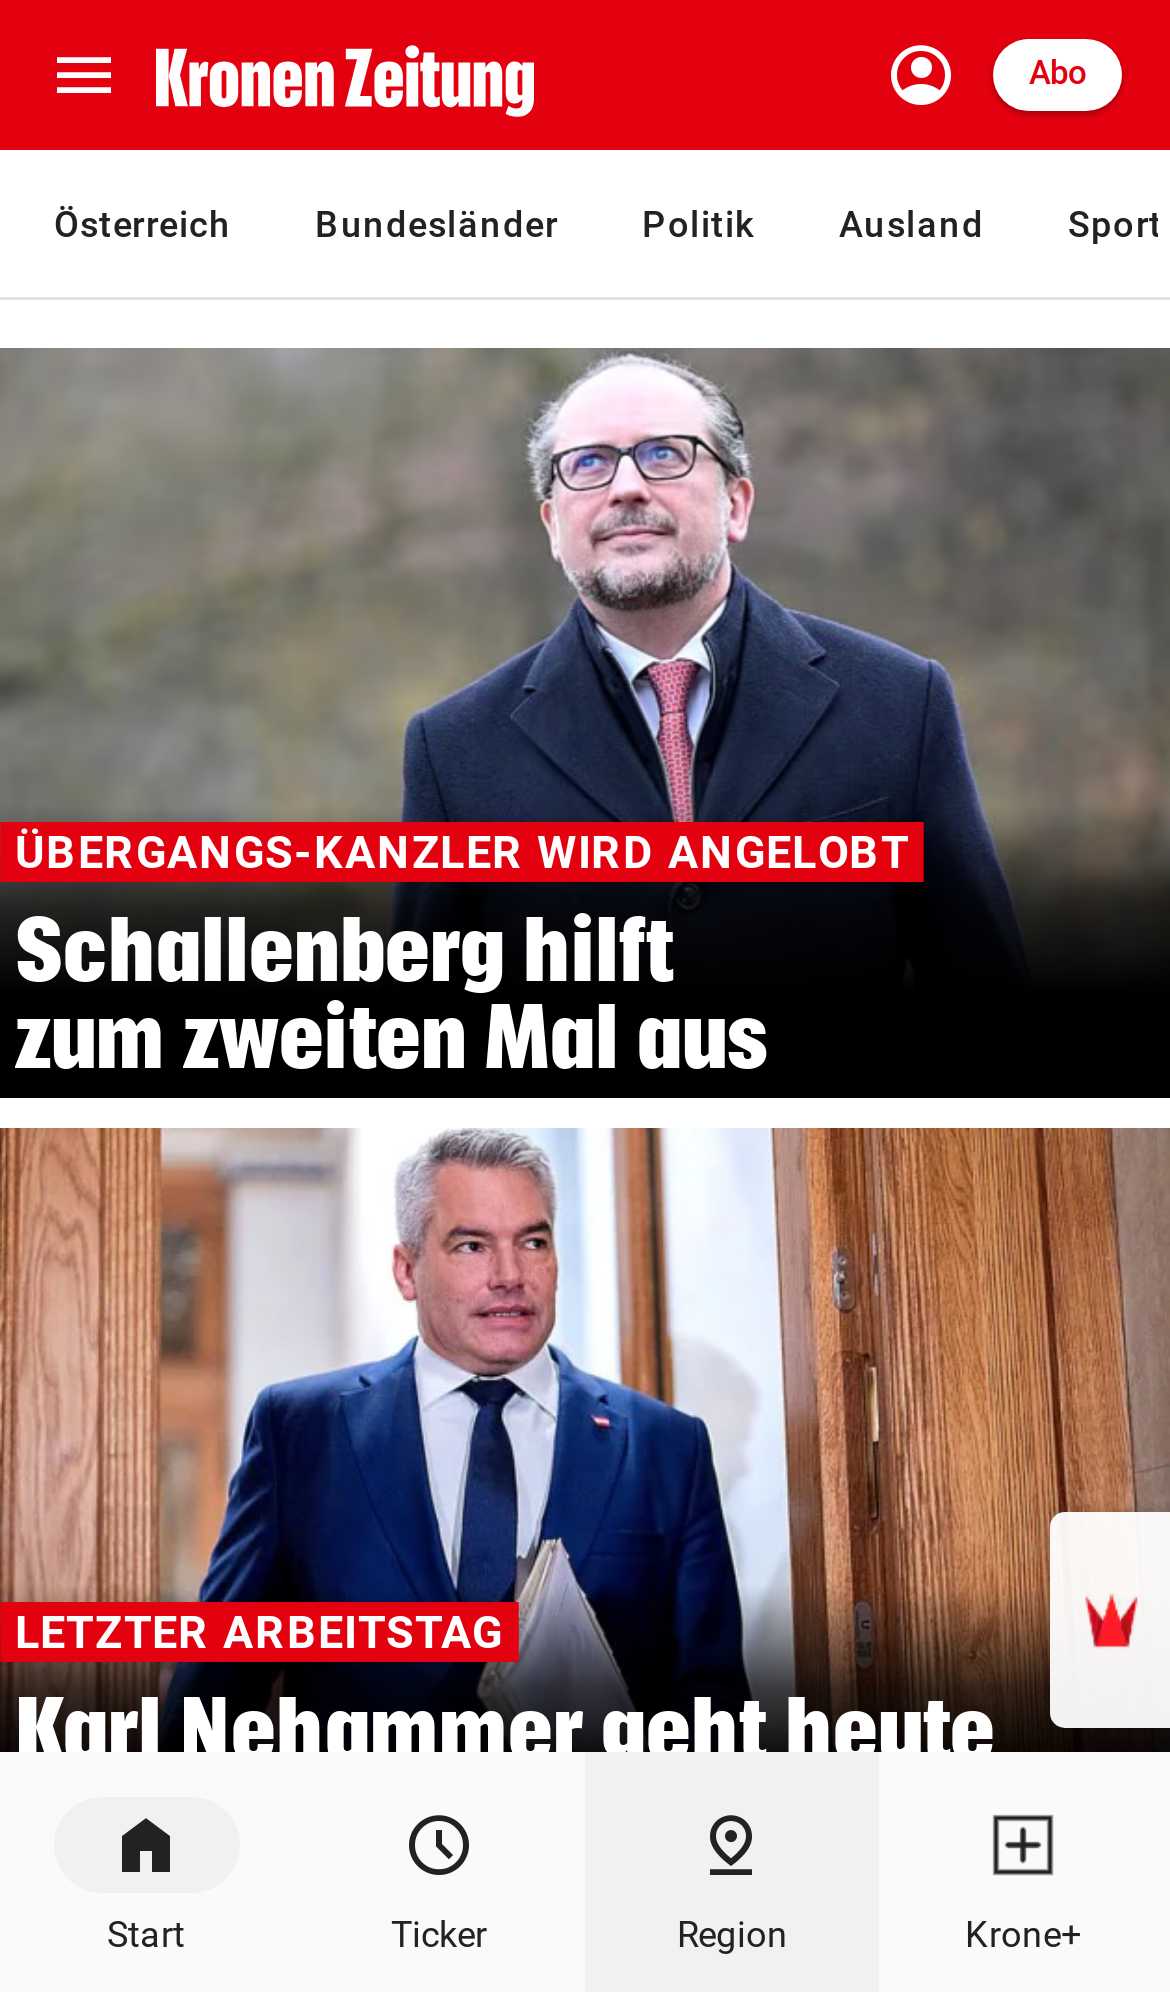 Kronen Zeitung
Abo
Österreich Bundesländer Politik Ausland Sport
ÜBERGANGS-KANZLER WIRD ANGELOBT
Schallenberg hilft
zum zweiten Mal aus
LETZTER ARBEITSTAG
Karl Nehammer geht heute
Start Ticker Region Krone+